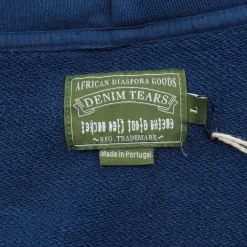 AFRICAN DIASPORA GOODS
DENIM TEARS
REG. TRADEMARK
Made in Portugal
L